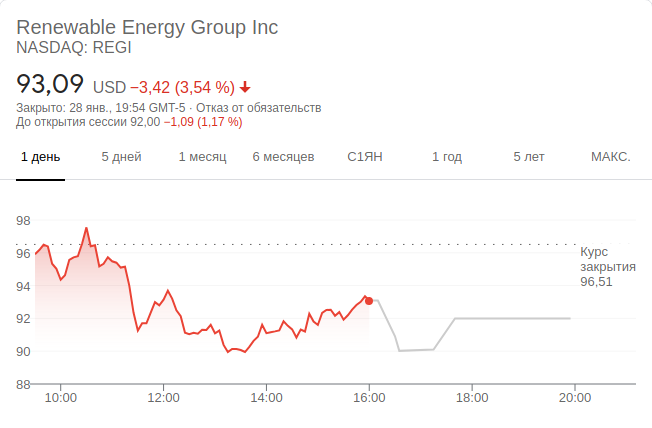 Renewable Energy Group Inc
NASDAQ: REGI
93,09 USD −3,42 (3,54 %)
Закрыто: 28 янв., 19:54 GMT-5 · Отказ от обязательств
До открытия сессии 92,00 −1,09 (1,17 %)
1 день 5 дней 1 месяц 6 месяцев С1ЯН 1 год 5 лет МАКС.
98
96
94
92
90
88
Курс
закрытия
96,51
10:00 12:00 14:00 16:00 18:00 20:00